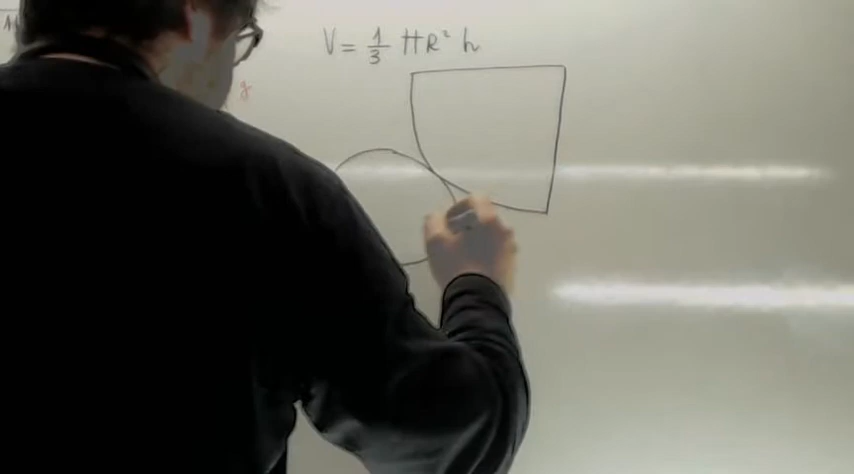 V = 1/3 πR² h
g